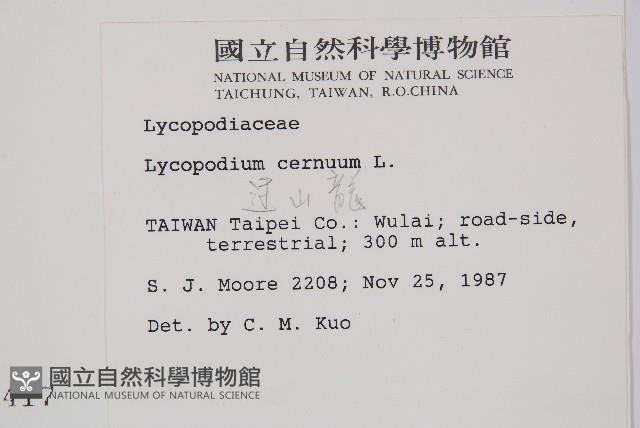 國立自然科學博物館
NATIONAL MUSEUM OF NATURAL SCIENCE
TAICHUNG, TAIWAN, R.O.CHINA
Lycopodiaceae
Lycopodium cernuum L.
過山龍
TAIWAN Taipei Co.: Wulai; road-side,
terrestrial; 300 m alt.
S. J. Moore 2208; Nov 25, 1987
Det. by C. M. Kuo
國立自然科學博物館
NATIONAL MUSEUM OF NATURAL SCIENCE